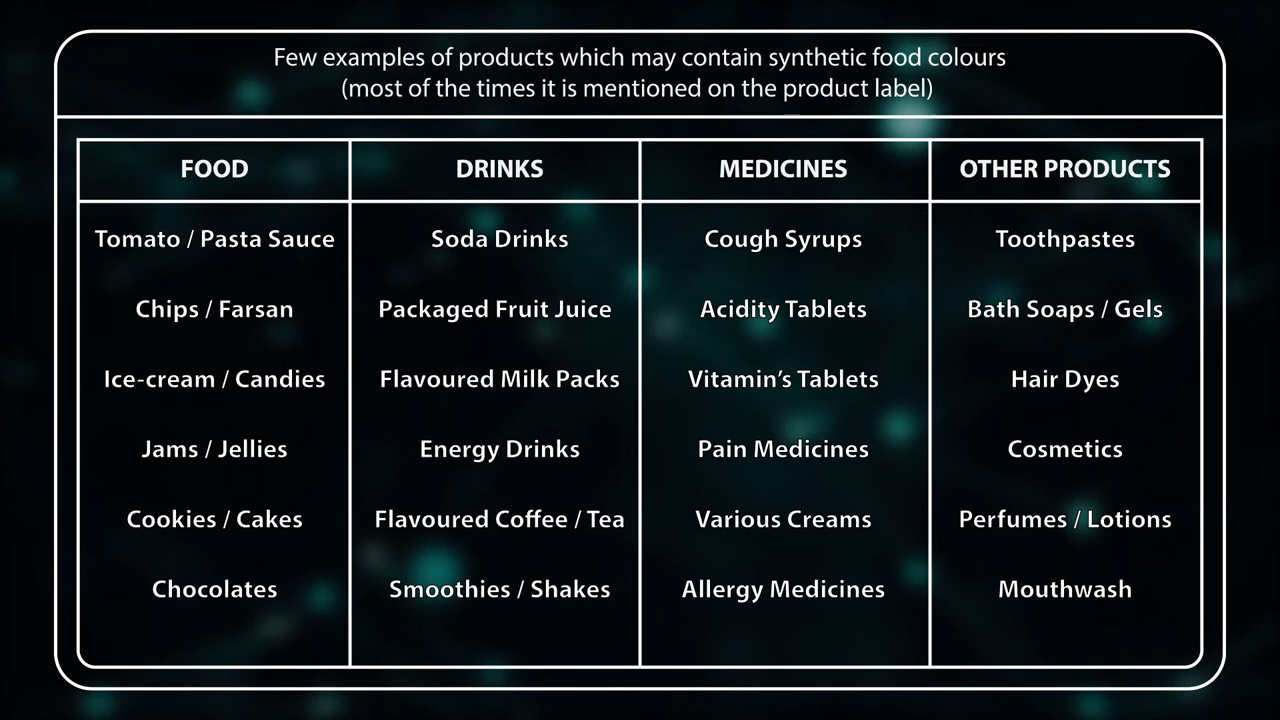 Few examples of products which may contain synthetic food colours
(most of the times it is mentioned on the product label)
FOOD DRINKS MEDICINES OTHER PRODUCTS
Tomato / Pasta Sauce Soda Drinks Cough Syrups Toothpastes
Chips / Farsan Packaged Fruit Juice Acidity Tablets Bath Soaps / Gels
Ice-cream / Candies Flavoured Milk Packs Vitamin’s Tablets Hair Dyes
Jams / Jellies Energy Drinks Pain Medicines Cosmetics
Cookies / Cakes Flavoured Coffee / Tea Various Creams Perfumes / Lotions
Chocolates Smoothies / Shakes Allergy Medicines Mouthwash